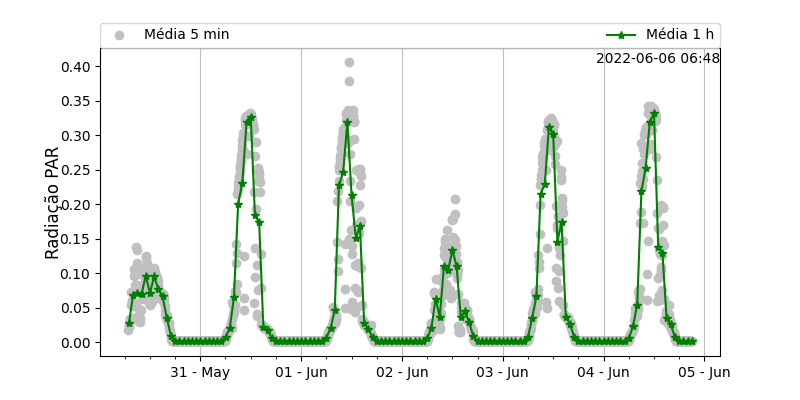 Média 5 min
Média 1 h
2022-06-06 06:48
Radiação PAR
0.40
0.35
0.30
0.25
0.20
0.15
0.10
0.05
0.00
31 - May
01 - Jun
02 - Jun
03 - Jun
04 - Jun
05 - Jun